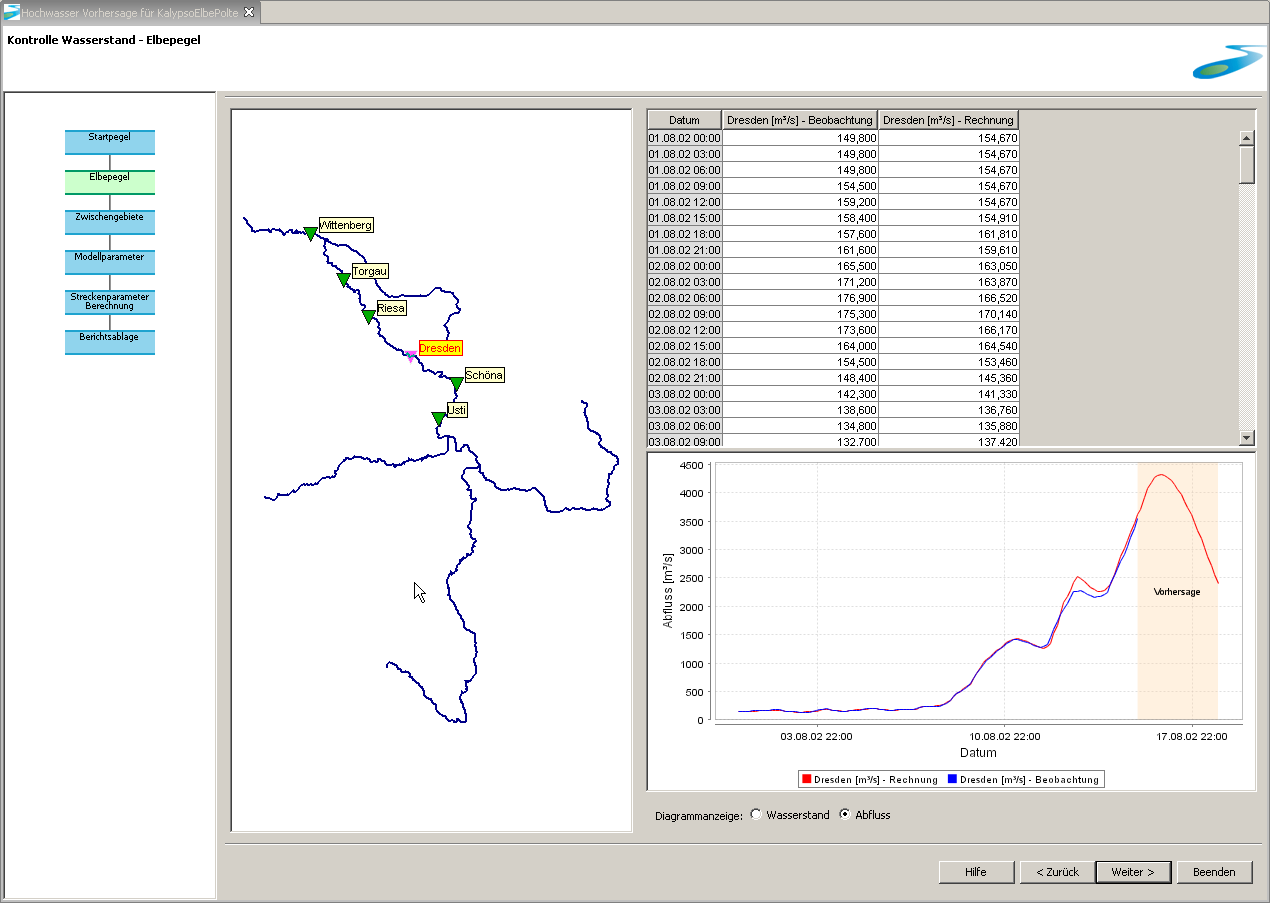 Hochwasser Vorhersage für KalypsoElbePolte
Kontrolle Wasserstand - Elbepegel
Startpegel
Elbepegel
Zwischengebiete
Modellparameter
Streckenparameter
Berechnung
Berichtsablage
Wittenberg
Torgau
Riesa
Dresden
Schöna
Usti
Datum Dresden [m³/s] - Beobachtung Dresden [m³/s] - Rechnung
01.08.02 00:00 149,800 154,670
01.08.02 03:00 149,800 154,670
01.08.02 06:00 149,800 154,670
01.08.02 09:00 154,500 154,670
01.08.02 12:00 159,200 154,670
01.08.02 15:00 158,400 154,910
01.08.02 18:00 157,600 161,810
01.08.02 21:00 161,600 159,610
02.08.02 00:00 165,500 163,050
02.08.02 03:00 171,200 163,870
02.08.02 06:00 176,900 166,520
02.08.02 09:00 175,300 170,140
02.08.02 12:00 173,600 166,170
02.08.02 15:00 164,000 164,540
02.08.02 18:00 154,500 153,460
02.08.02 21:00 148,400 145,360
03.08.02 00:00 142,300 141,330
03.08.02 03:00 138,600 136,760
03.08.02 06:00 134,800 135,880
03.08.02 09:00 132,700 137,420
Abfluss [m³/s]
4500
4000
3500
3000
2500
2000
1500
1000
500
0
Vorhersage
03.08.02 22:00 10.08.02 22:00 17.08.02 22:00
Datum
Dresden [m³/s] - Rechnung Dresden [m³/s] - Beobachtung
Diagrammanzeige: Wasserstand Abfluss
Hilfe < Zurück Weiter > Beenden